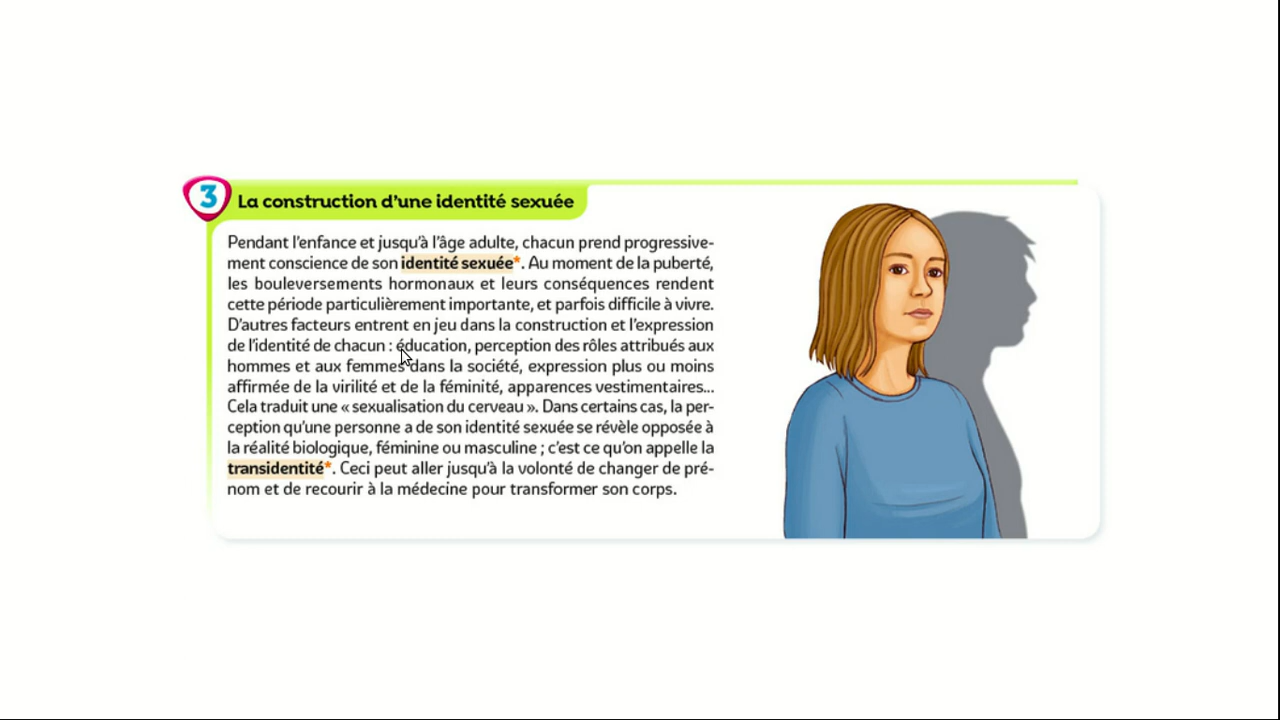 3
La construction d'une identité sexuée
Pendant l'enfance et jusqu'à l'âge adulte, chacun prend progressive-
ment conscience de son identité sexuée*. Au moment de la puberté,
les bouleversements hormonaux et leurs conséquences rendent
cette période particulièrement importante, et parfois difficile à vivre.
D'autres facteurs entrent en jeu dans la construction et l'expression
de l'identité de chacun : éducation, perception des rôles attribués aux
hommes et aux femmes dans la société, expression plus ou moins
affirmée de la virilité et de la féminité, apparences vestimentaires...
Cela traduit une « sexualisation du cerveau ». Dans certains cas, la per-
ception qu'une personne a de son identité sexuée se révèle opposée à
la réalité biologique, féminine ou masculine ; c'est ce qu'on appelle la
transidentité*. Ceci peut aller jusqu'à la volonté de changer de pré-
nom et de recourir à la médecine pour transformer son corps.